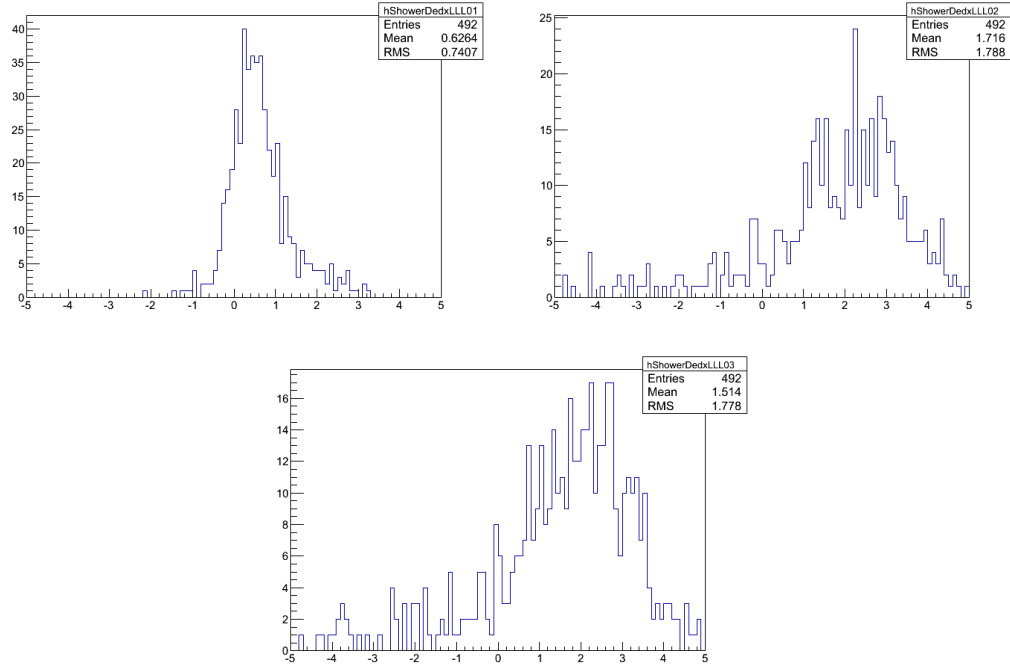 hShowerDedxLLL01
Entries 492
Mean 0.6264
RMS 0.7407
40
35
30
25
20
15
10
5
0
-5 -4 -3 -2 -1 0 1 2 3 4 5
hShowerDedxLLL02
Entries 492
Mean 1.716
RMS 1.788
25
20
15
10
5
0
-5 -4 -3 -2 -1 0 1 2 3 4 5
hShowerDedxLLL03
Entries 492
Mean 1.514
RMS 1.778
16
14
12
10
8
6
4
2
0
-5 -4 -3 -2 -1 0 1 2 3 4 5